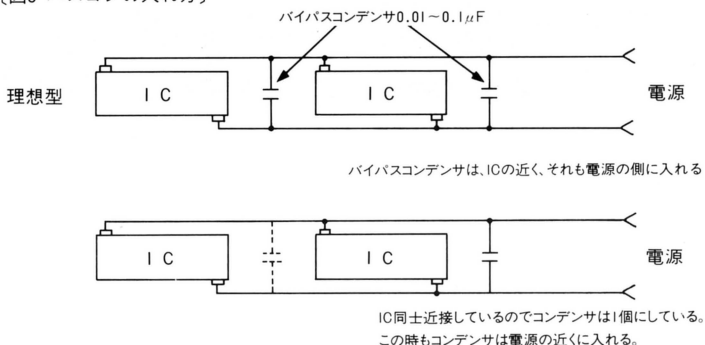 バイパスコンデンサ0.01～0.1μF
理想型
IC
IC
電源
バイパスコンデンサは、ICの近く、それも電源の側に入れる
IC
IC
電源
IC同士近接しているのでコンデンサは1個にしている。
この時もコンデンサは電源の近くに入れる。